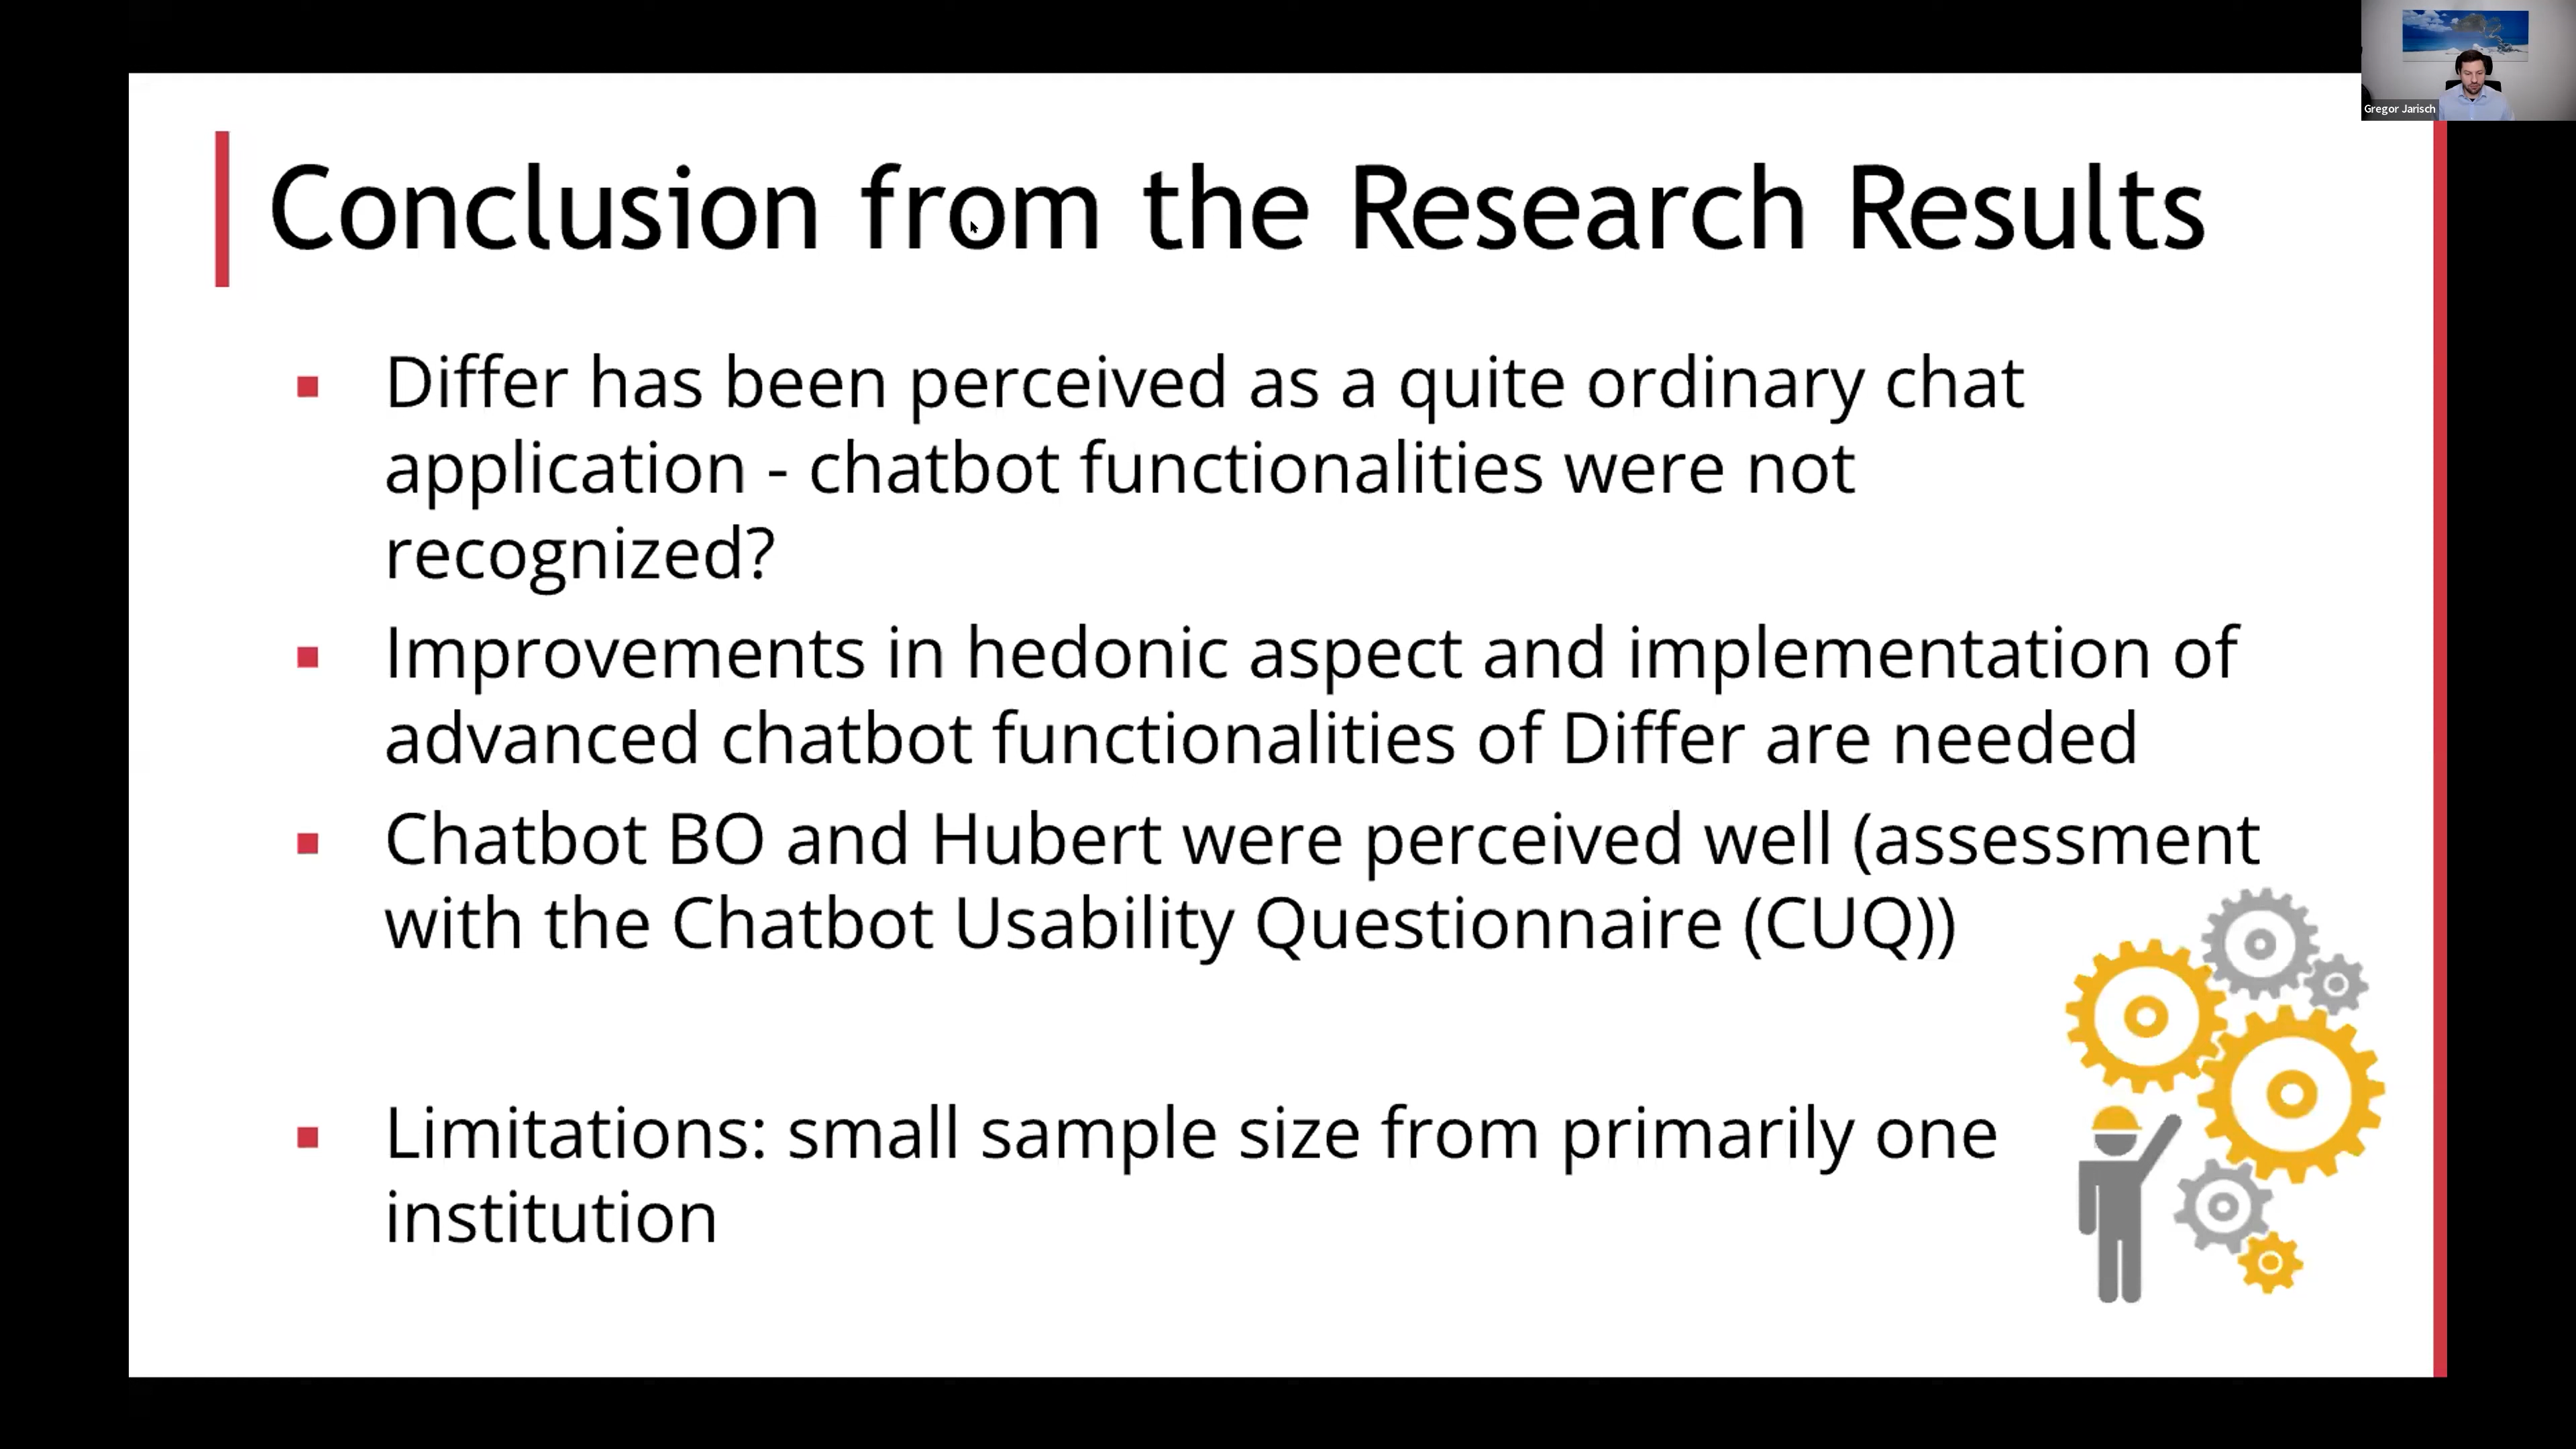 Gregor Jarisch
Conclusion from the Research Results
Differ has been perceived as a quite ordinary chat
application - chatbot functionalities were not
recognized?
Improvements in hedonic aspect and implementation of
advanced chatbot functionalities of Differ are needed
Chatbot BO and Hubert were perceived well (assessment
with the Chatbot Usability Questionnaire (CUQ))
Limitations: small sample size from primarily one
institution